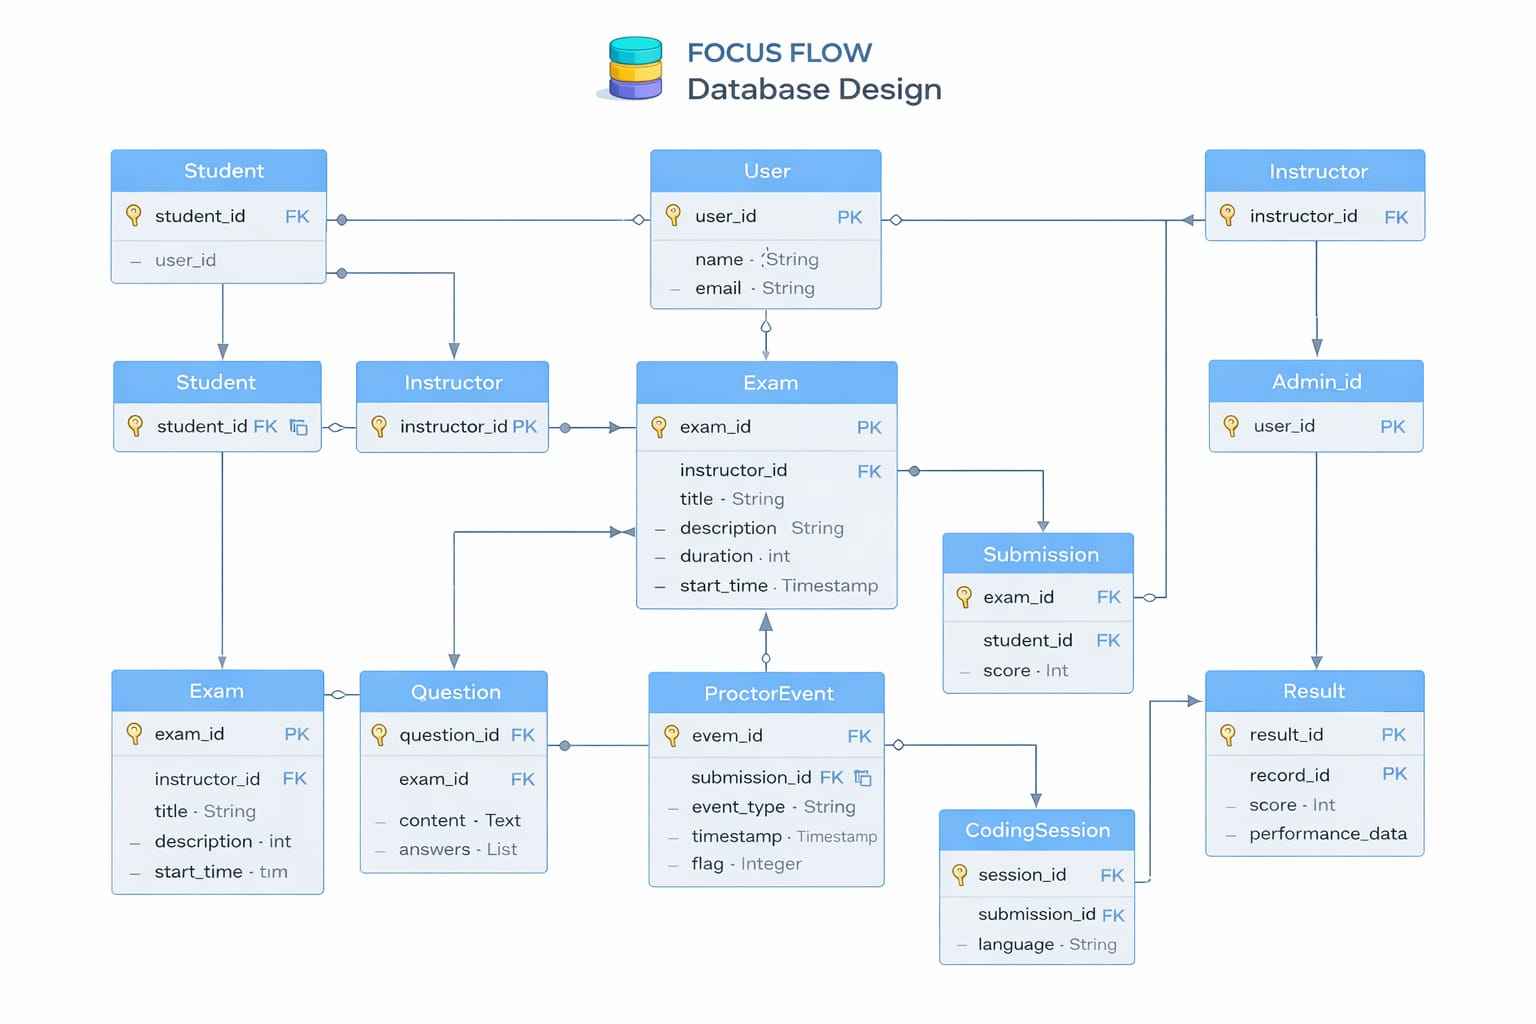 FOCUS FLOW
Database Design
Student
student_id FK
user_id
User
user_id PK
name - String
email - String
Instructor
instructor_id FK
Student
student_id FK
Instructor
instructor_id PK
Exam
exam_id PK
instructor_id FK
title - String
description String
duration - int
start_time - Timestamp
Admin_id
user_id PK
Submission
exam_id FK
student_id FK
score - Int
Exam
exam_id PK
instructor_id FK
title - String
description - int
start_time - tım
Question
question_id FK
exam_id FK
content - Text
answers - List
ProctorEvent
evem_id FK
submission_id FK
event_type - String
timestamp - Timestamp
flag - Integer
CodingSession
session_id FK
submission_id FK
language - String
Result
result_id PK
record_id PK
score - Int
performance_data